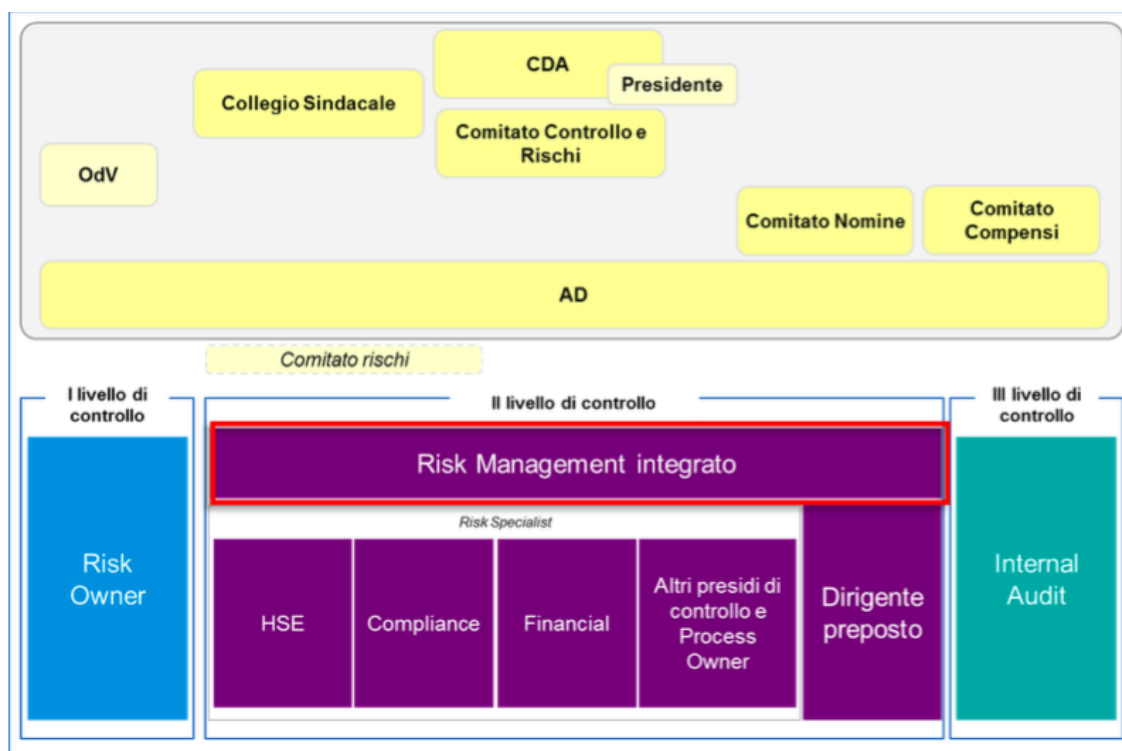 CDA
Presidente
Collegio Sindacale
Comitato Controllo e
Rischi
OdV
Comitato Nomine
Comitato
Compensi
AD
Comitato rischi
I livello di
controllo
II livello di controllo
III livello di
controllo
Risk Management integrato
Risk Specialist
Risk
Owner
HSE
Compliance
Financial
Altri presidi di
controllo e
Process
Owner
Dirigente
preposto
Internal
Audit